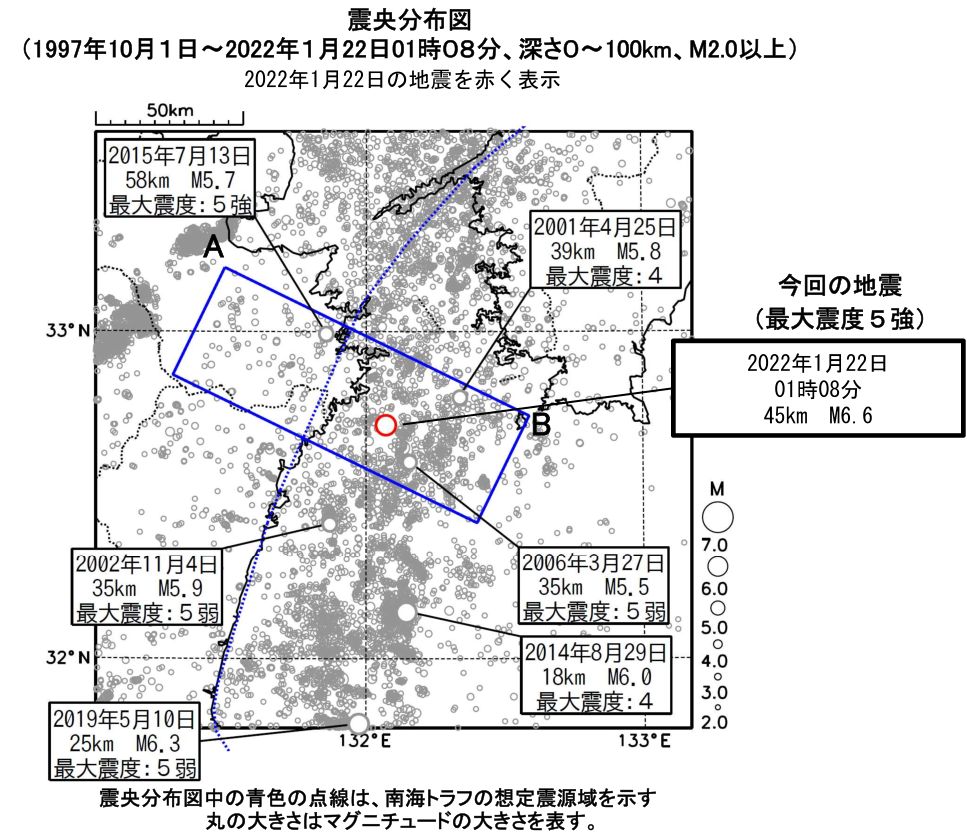 震央分布図
（1997年10月１日～2022年１月22日01時０８分、深さ０～100km、M2.0以上）
2022年1月22日の地震を赤く表示
50km
2015年7月13日
58km M5.7
最大震度：５強
A
2001年4月25日
39km M5.8
最大震度：４
今回の地震
（最大震度５強）
33°N
2022年1月22日
01時08分
45km M6.6
B
M
7.0
6.0
5.0
4.0
3.0
2.0
2002年11月4日
35km M5.9
最大震度：５弱
2006年3月27日
35km M5.5
最大震度：５弱
2014年8月29日
18km M6.0
最大震度：４
32°N
2019年5月10日
25km M6.3
最大震度：５弱
132°E
133°E
震央分布図中の青色の点線は、南海トラフの想定震源域を示す
丸の大きさはマグニチュードの大きさを表す。